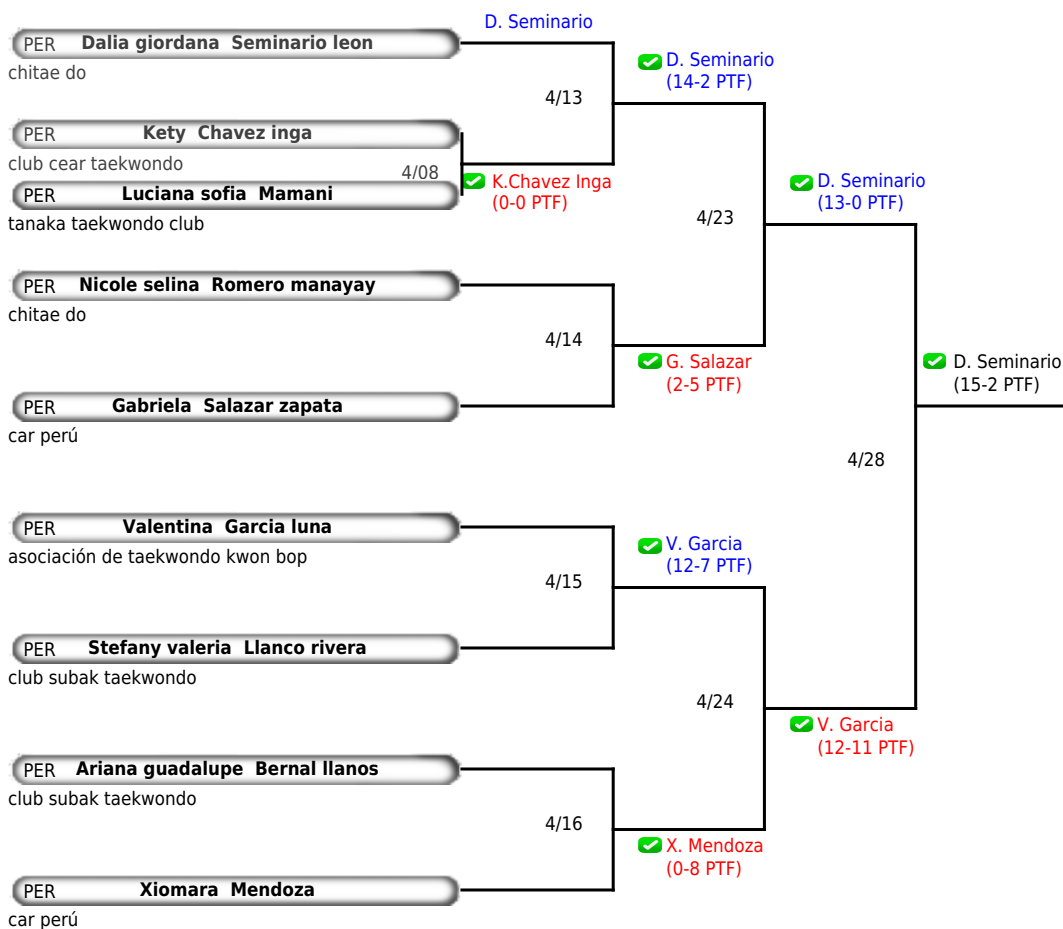 D. Seminario
PER Dalia giordana Seminario leon
chitae do
D. Seminario
(14-2 PTF)
4/13
PER Kety Chavez inga
club cear taekwondo
4/08
K.Chavez Inga
(0-0 PTF)
PER Luciana sofia Mamani
tanaka taekwondo club
D. Seminario
(13-0 PTF)
4/23
PER Nicole selina Romero manayay
chitae do
4/14
G. Salazar
(2-5 PTF)
D. Seminario
(15-2 PTF)
PER Gabriela Salazar zapata
car perú
4/28
PER Valentina Garcia luna
asociación de taekwondo kwon bop
V. Garcia
(12-7 PTF)
4/15
PER Stefany valeria Llanco rivera
club subak taekwondo
4/24
V. Garcia
(12-11 PTF)
PER Ariana guadalupe Bernal llanos
club subak taekwondo
4/16
X. Mendoza
(0-8 PTF)
PER Xiomara Mendoza
car perú